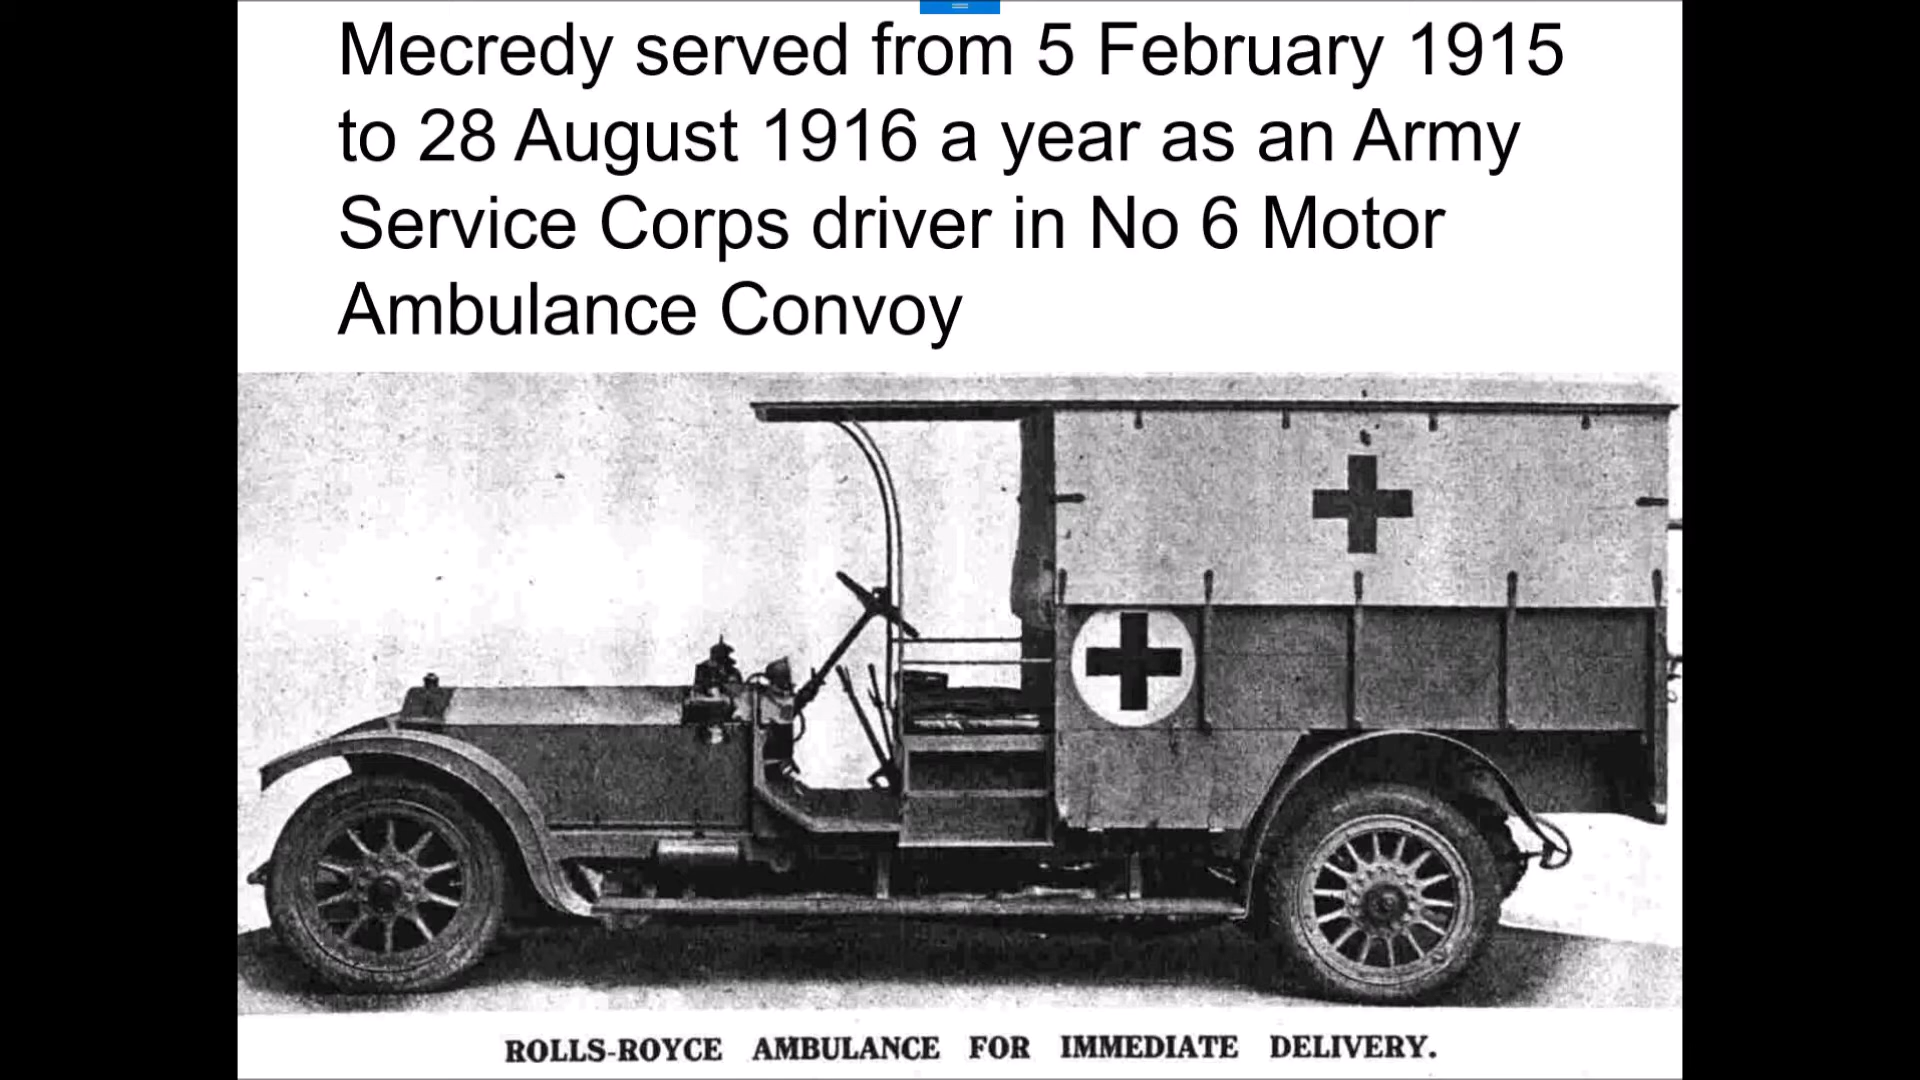 Mecredy served from 5 February 1915
to 28 August 1916 a year as an Army
Service Corps driver in No 6 Motor
Ambulance Convoy
ROLLS-ROYCE AMBULANCE FOR IMMEDIATE DELIVERY.